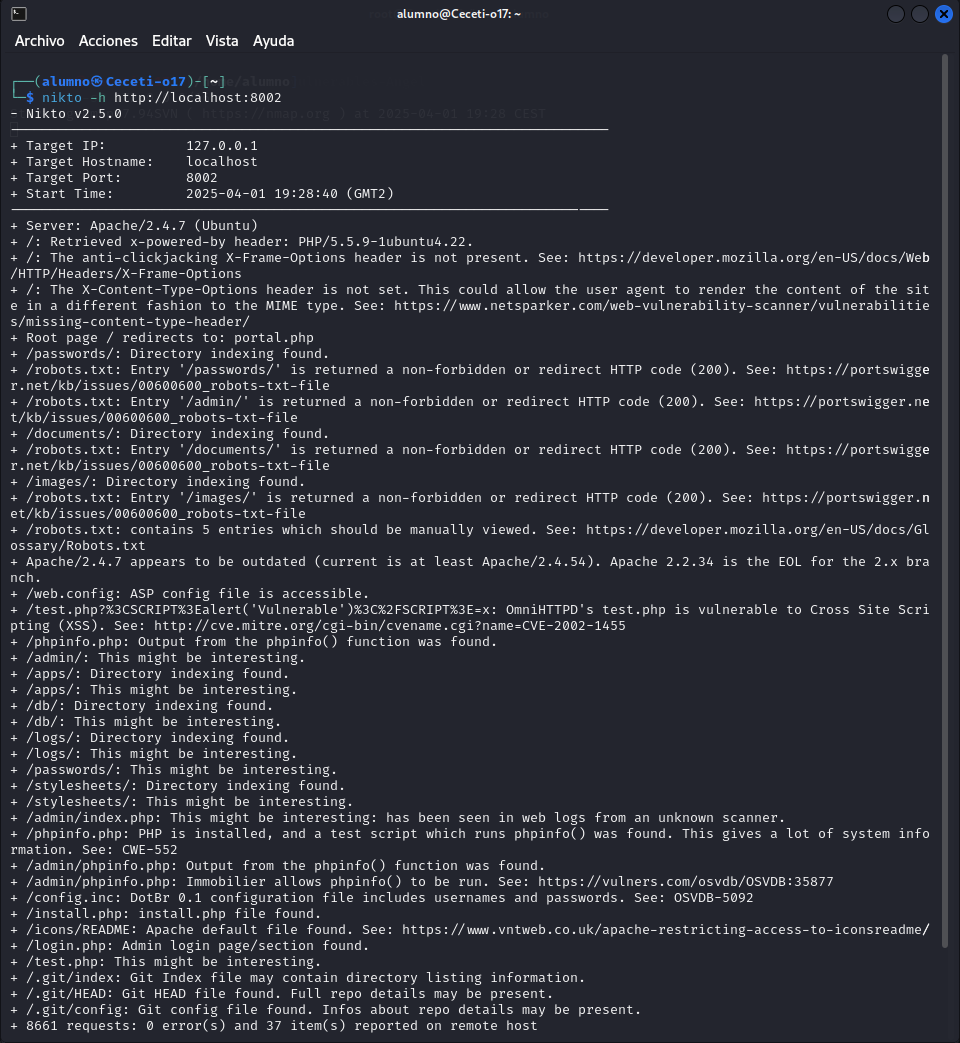 alumno@Ceceti-o17: ~
Archivo Acciones Editar Vista Ayuda
┌──(alumno㉿Ceceti-o17)-[~]
└─$ nikto -h http://localhost:8002
- Nikto v2.5.0
---------------------------------------------------------------------------
+ Target IP:          127.0.0.1
+ Target Hostname:    localhost
+ Target Port:        8002
+ Start Time:         2025-04-01 19:28:40 (GMT2)
---------------------------------------------------------------------------
+ Server: Apache/2.4.7 (Ubuntu)
+ /: Retrieved x-powered-by header: PHP/5.5.9-1ubuntu4.22.
+ /: The anti-clickjacking X-Frame-Options header is not present. See: https://developer.mozilla.org/en-US/docs/Web
/HTTP/Headers/X-Frame-Options
+ /: The X-Content-Type-Options header is not set. This could allow the user agent to render the content of the sit
e in a different fashion to the MIME type. See: https://www.netsparker.com/web-vulnerability-scanner/vulnerabilitie
s/missing-content-type-header/
+ Root page / redirects to: portal.php
+ /passwords/: Directory indexing found.
+ /robots.txt: Entry '/passwords/' is returned a non-forbidden or redirect HTTP code (200). See: https://portswigge
r.net/kb/issues/00600600_robots-txt-file
+ /robots.txt: Entry '/admin/' is returned a non-forbidden or redirect HTTP code (200). See: https://portswigger.ne
t/kb/issues/00600600_robots-txt-file
+ /documents/: Directory indexing found.
+ /robots.txt: Entry '/documents/' is returned a non-forbidden or redirect HTTP code (200). See: https://portswigge
r.net/kb/issues/00600600_robots-txt-file
+ /images/: Directory indexing found.
+ /robots.txt: Entry '/images/' is returned a non-forbidden or redirect HTTP code (200). See: https://portswigger.n
et/kb/issues/00600600_robots-txt-file
+ /robots.txt: contains 5 entries which should be manually viewed. See: https://developer.mozilla.org/en-US/docs/Gl
ossary/Robots.txt
+ Apache/2.4.7 appears to be outdated (current is at least Apache/2.4.54). Apache 2.2.34 is the EOL for the 2.x bra
nch.
+ /web.config: ASP config file is accessible.
+ /test.php?%3CSCRIPT%3Ealert('Vulnerable')%3C%2FSCRIPT%3E=x: OmniHTTPD's test.php is vulnerable to Cross Site Scri
pting (XSS). See: http://cve.mitre.org/cgi-bin/cvename.cgi?name=CVE-2002-1455
+ /phpinfo.php: Output from the phpinfo() function was found.
+ /admin/: This might be interesting.
+ /apps/: Directory indexing found.
+ /apps/: This might be interesting.
+ /db/: Directory indexing found.
+ /db/: This might be interesting.
+ /logs/: Directory indexing found.
+ /logs/: This might be interesting.
+ /passwords/: This might be interesting.
+ /stylesheets/: Directory indexing found.
+ /stylesheets/: This might be interesting.
+ /admin/index.php: This might be interesting: has been seen in web logs from an unknown scanner.
+ /phpinfo.php: PHP is installed, and a test script which runs phpinfo() was found. This gives a lot of system info
rmation. See: CWE-552
+ /admin/phpinfo.php: Output from the phpinfo() function was found.
+ /admin/phpinfo.php: Immobilier allows phpinfo() to be run. See: https://vulners.com/osvdb/OSVDB:35877
+ /config.inc: DotBr 0.1 configuration file includes usernames and passwords. See: OSVDB-5092
+ /install.php: install.php file found.
+ /icons/README: Apache default file found. See: https://www.vntweb.co.uk/apache-restricting-access-to-iconsreadme/
+ /login.php: Admin login page/section found.
+ /test.php: This might be interesting.
+ /.git/index: Git Index file may contain directory listing information.
+ /.git/HEAD: Git HEAD file found. Full repo details may be present.
+ /.git/config: Git config file found. Infos about repo details may be present.
+ 8661 requests: 0 error(s) and 37 item(s) reported on remote host